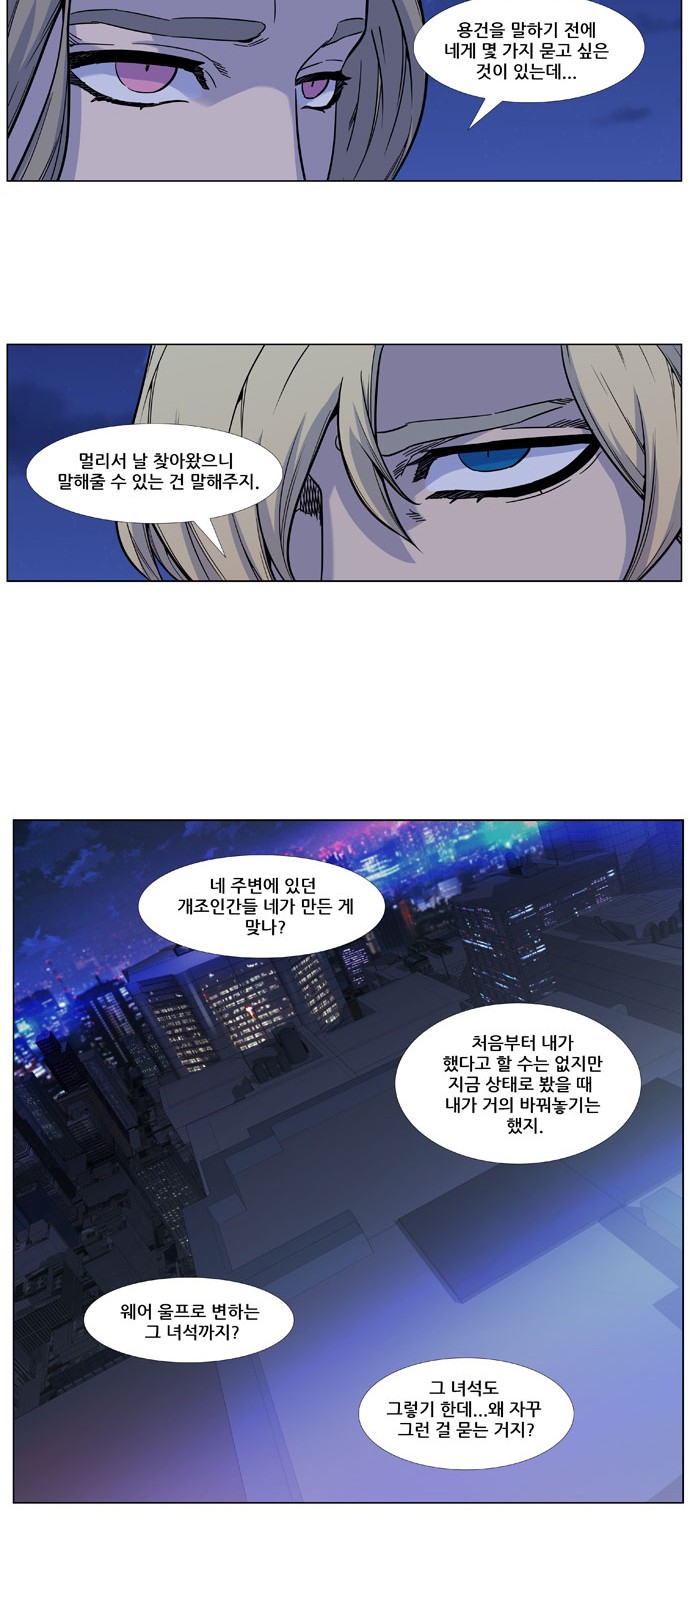 용건을 말하기 전에
네게 몇 가지 묻고 싶은
것이 있는데...
멀리서 날 찾아왔으니
말해줄 수 있는 건 말해주지.
네 주변에 있던
개조인간들 네가 만든 게
맞나?
처음부터 내가
했다고 할 수는 없지만
지금 상태로 봤을 때
내가 거의 바꿔놓기는
했지.
웨어 울프로 변하는
그 녀석까지?
그 녀석도
그렇기 한데...왜 자꾸
그런 걸 묻는 거지?